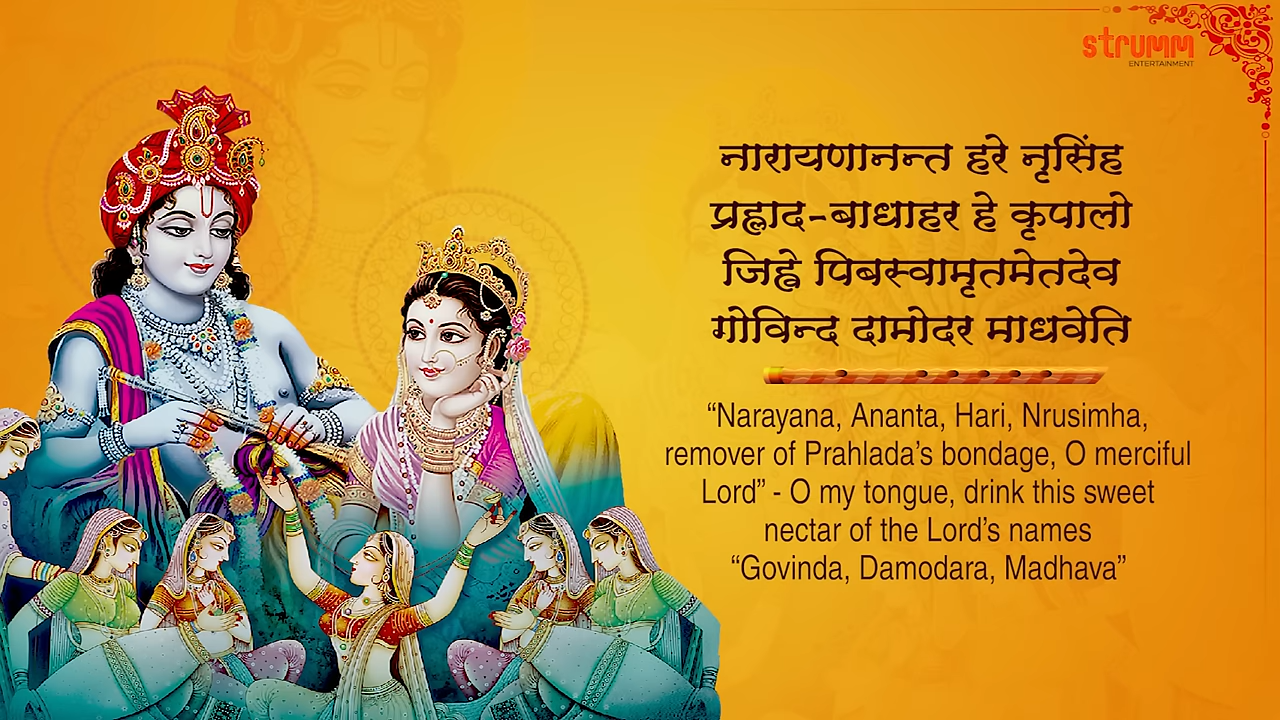 strumm
ENTERTAINMENT
नारायणानन्त हरे नृसिंह
प्रह्लाद-बाधाहर हे कृपालो
जिह्वे पिबस्वामृतमेतदेव
गोविन्द दामोदर माधवेति
“Narayana, Ananta, Hari, Nrusimha,
remover of Prahlada’s bondage, O merciful
Lord” - O my tongue, drink this sweet
nectar of the Lord’s names
“Govinda, Damodara, Madhava”